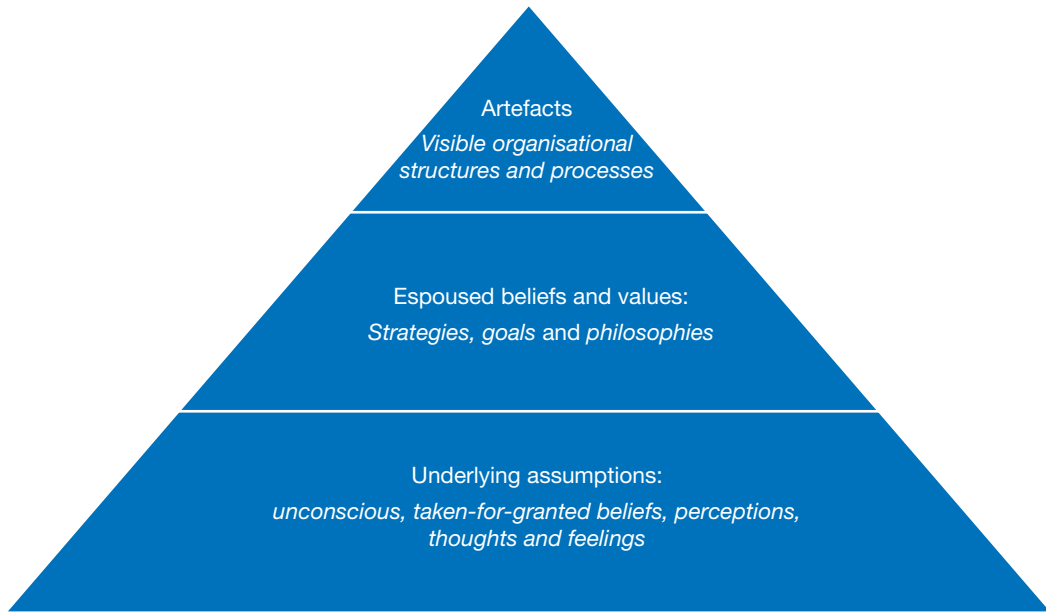 Artefacts
Visible organisational
structures and processes
Espoused beliefs and values:
Strategies, goals and philosophies
Underlying assumptions:
unconscious, taken-for-granted beliefs, perceptions,
thoughts and feelings